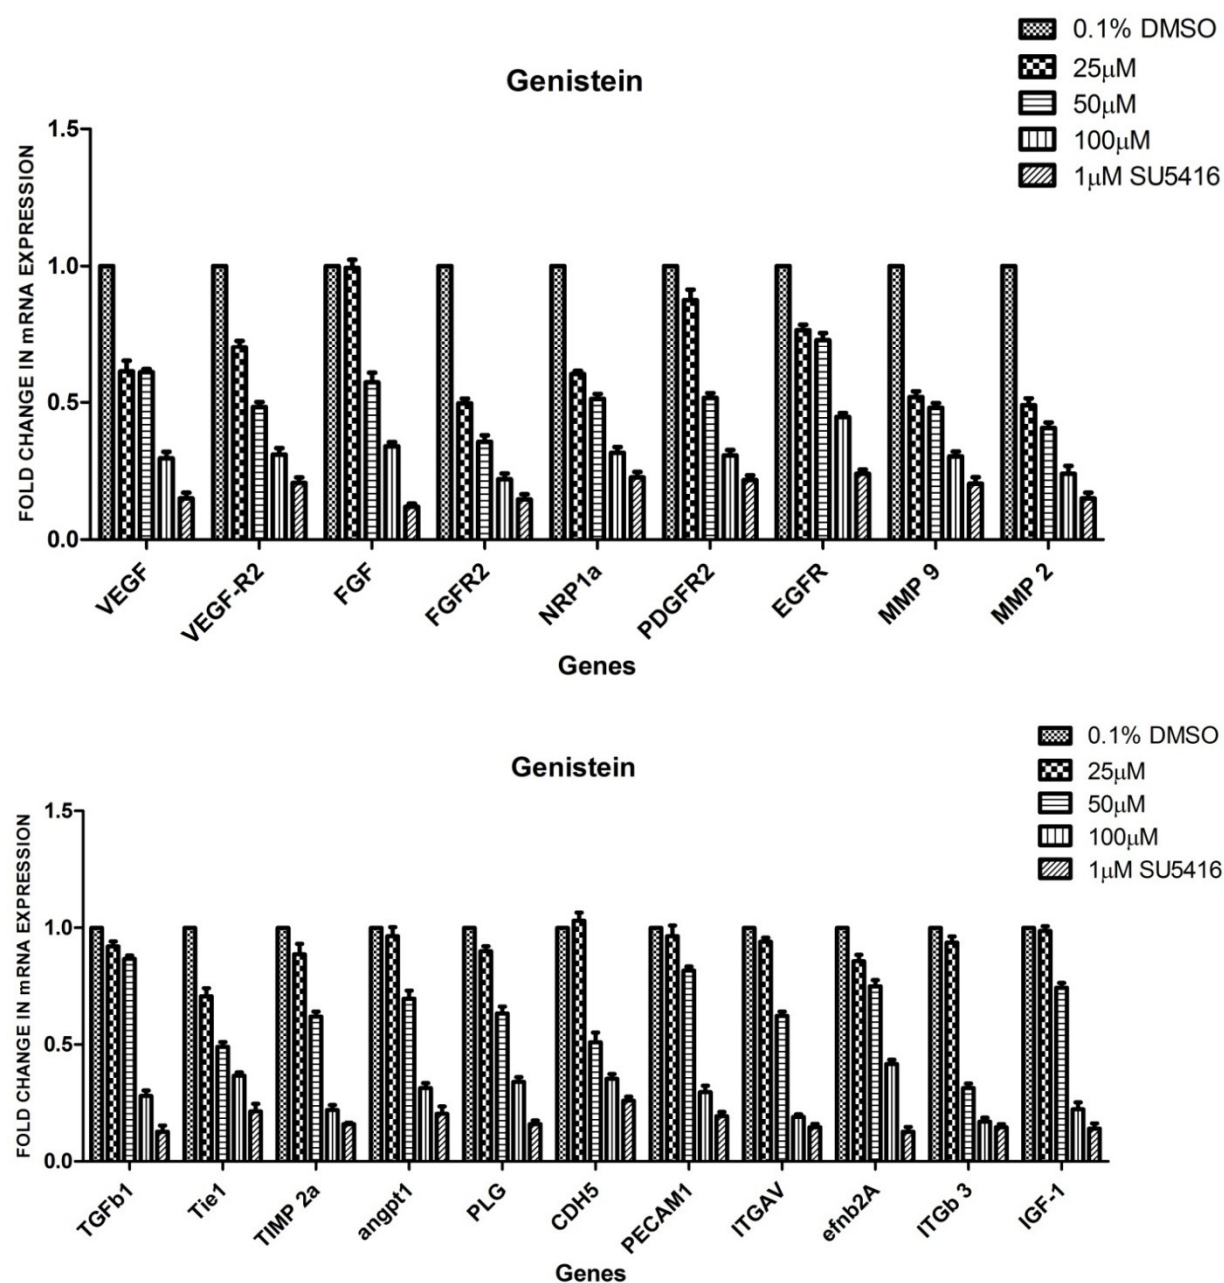 0.1% DMSO
25μM
50μM
100μM
1μM SU5416
Genistein
FOLD CHANGE IN mRNA EXPRESSION
1.5
1.0
0.5
0.0
VEGF
VEGF-R2
FGF
FGFR2
NRP1a
PDGFR2
EGFR
MMP 9
MMP 2
Genes
0.1% DMSO
25μM
50μM
100μM
1μM SU5416
Genistein
FOLD CHANGE IN mRNA EXPRESSION
1.5
1.0
0.5
0.0
TGFb1
Tie1
TIMP 2a
angpt1
PLG
CDH5
PECAM1
ITGAV
efnb2A
ITGb 3
IGF-1
Genes